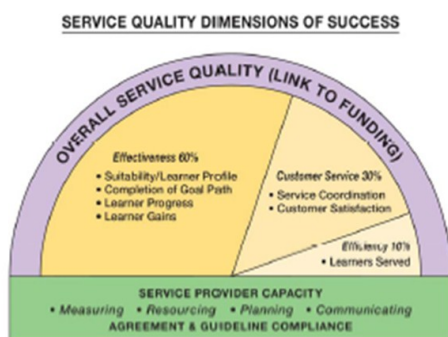 SERVICE QUALITY DIMENSIONS OF SUCCESS
OVERALL SERVICE QUALITY (LINK TO FUNDING)
Effectiveness 60%
• Suitability/Learner Profile
• Completion of Goal Path
• Learner Progress
• Learner Gains
Customer Service 30%
• Service Coordination
• Customer Satisfaction
Efficiency 10%
• Learners Served
SERVICE PROVIDER CAPACITY
• Measuring • Resourcing • Planning • Communicating
AGREEMENT & GUIDELINE COMPLIANCE